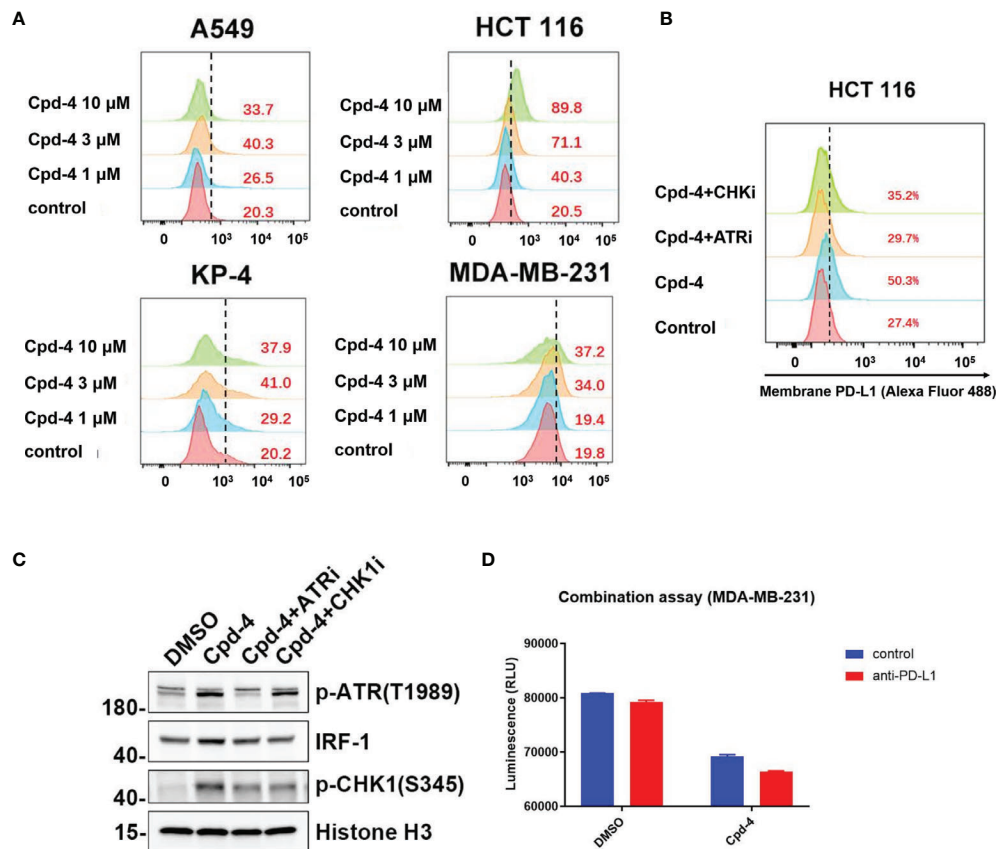 A
A549
Cpd-4 10 μM
33.7
Cpd-4 3 μM
40.3
Cpd-4 1 μM
26.5
control
20.3
0 10³ 10⁴ 10⁵
HCT 116
Cpd-4 10 μM
89.8
Cpd-4 3 μM
71.1
Cpd-4 1 μM
40.3
control
20.5
0 10³ 10⁴ 10⁵
KP-4
Cpd-4 10 μM
37.9
Cpd-4 3 μM
41.0
Cpd-4 1 μM
29.2
control
20.2
0 10³ 10⁴ 10⁵
MDA-MB-231
Cpd-4 10 μM
37.2
Cpd-4 3 μM
34.0
Cpd-4 1 μM
19.4
control
19.8
0 10³ 10⁴ 10⁵
B
HCT 116
Cpd-4+CHKi
35.2%
Cpd-4+ATRi
29.7%
Cpd-4
50.3%
Control
27.4%
0 10³ 10⁴ 10⁵
Membrane PD-L1 (Alexa Fluor 488)
C
DMSO
Cpd-4
Cpd-4+ATRi
Cpd-4+CHK1i
180-
p-ATR(T1989)
40-
IRF-1
40-
p-CHK1(S345)
15-
Histone H3
D
Combination assay (MDA-MB-231)
Luminescence (RLU)
90000
80000
70000
60000
DMSO
Cpd-4
control
anti-PD-L1